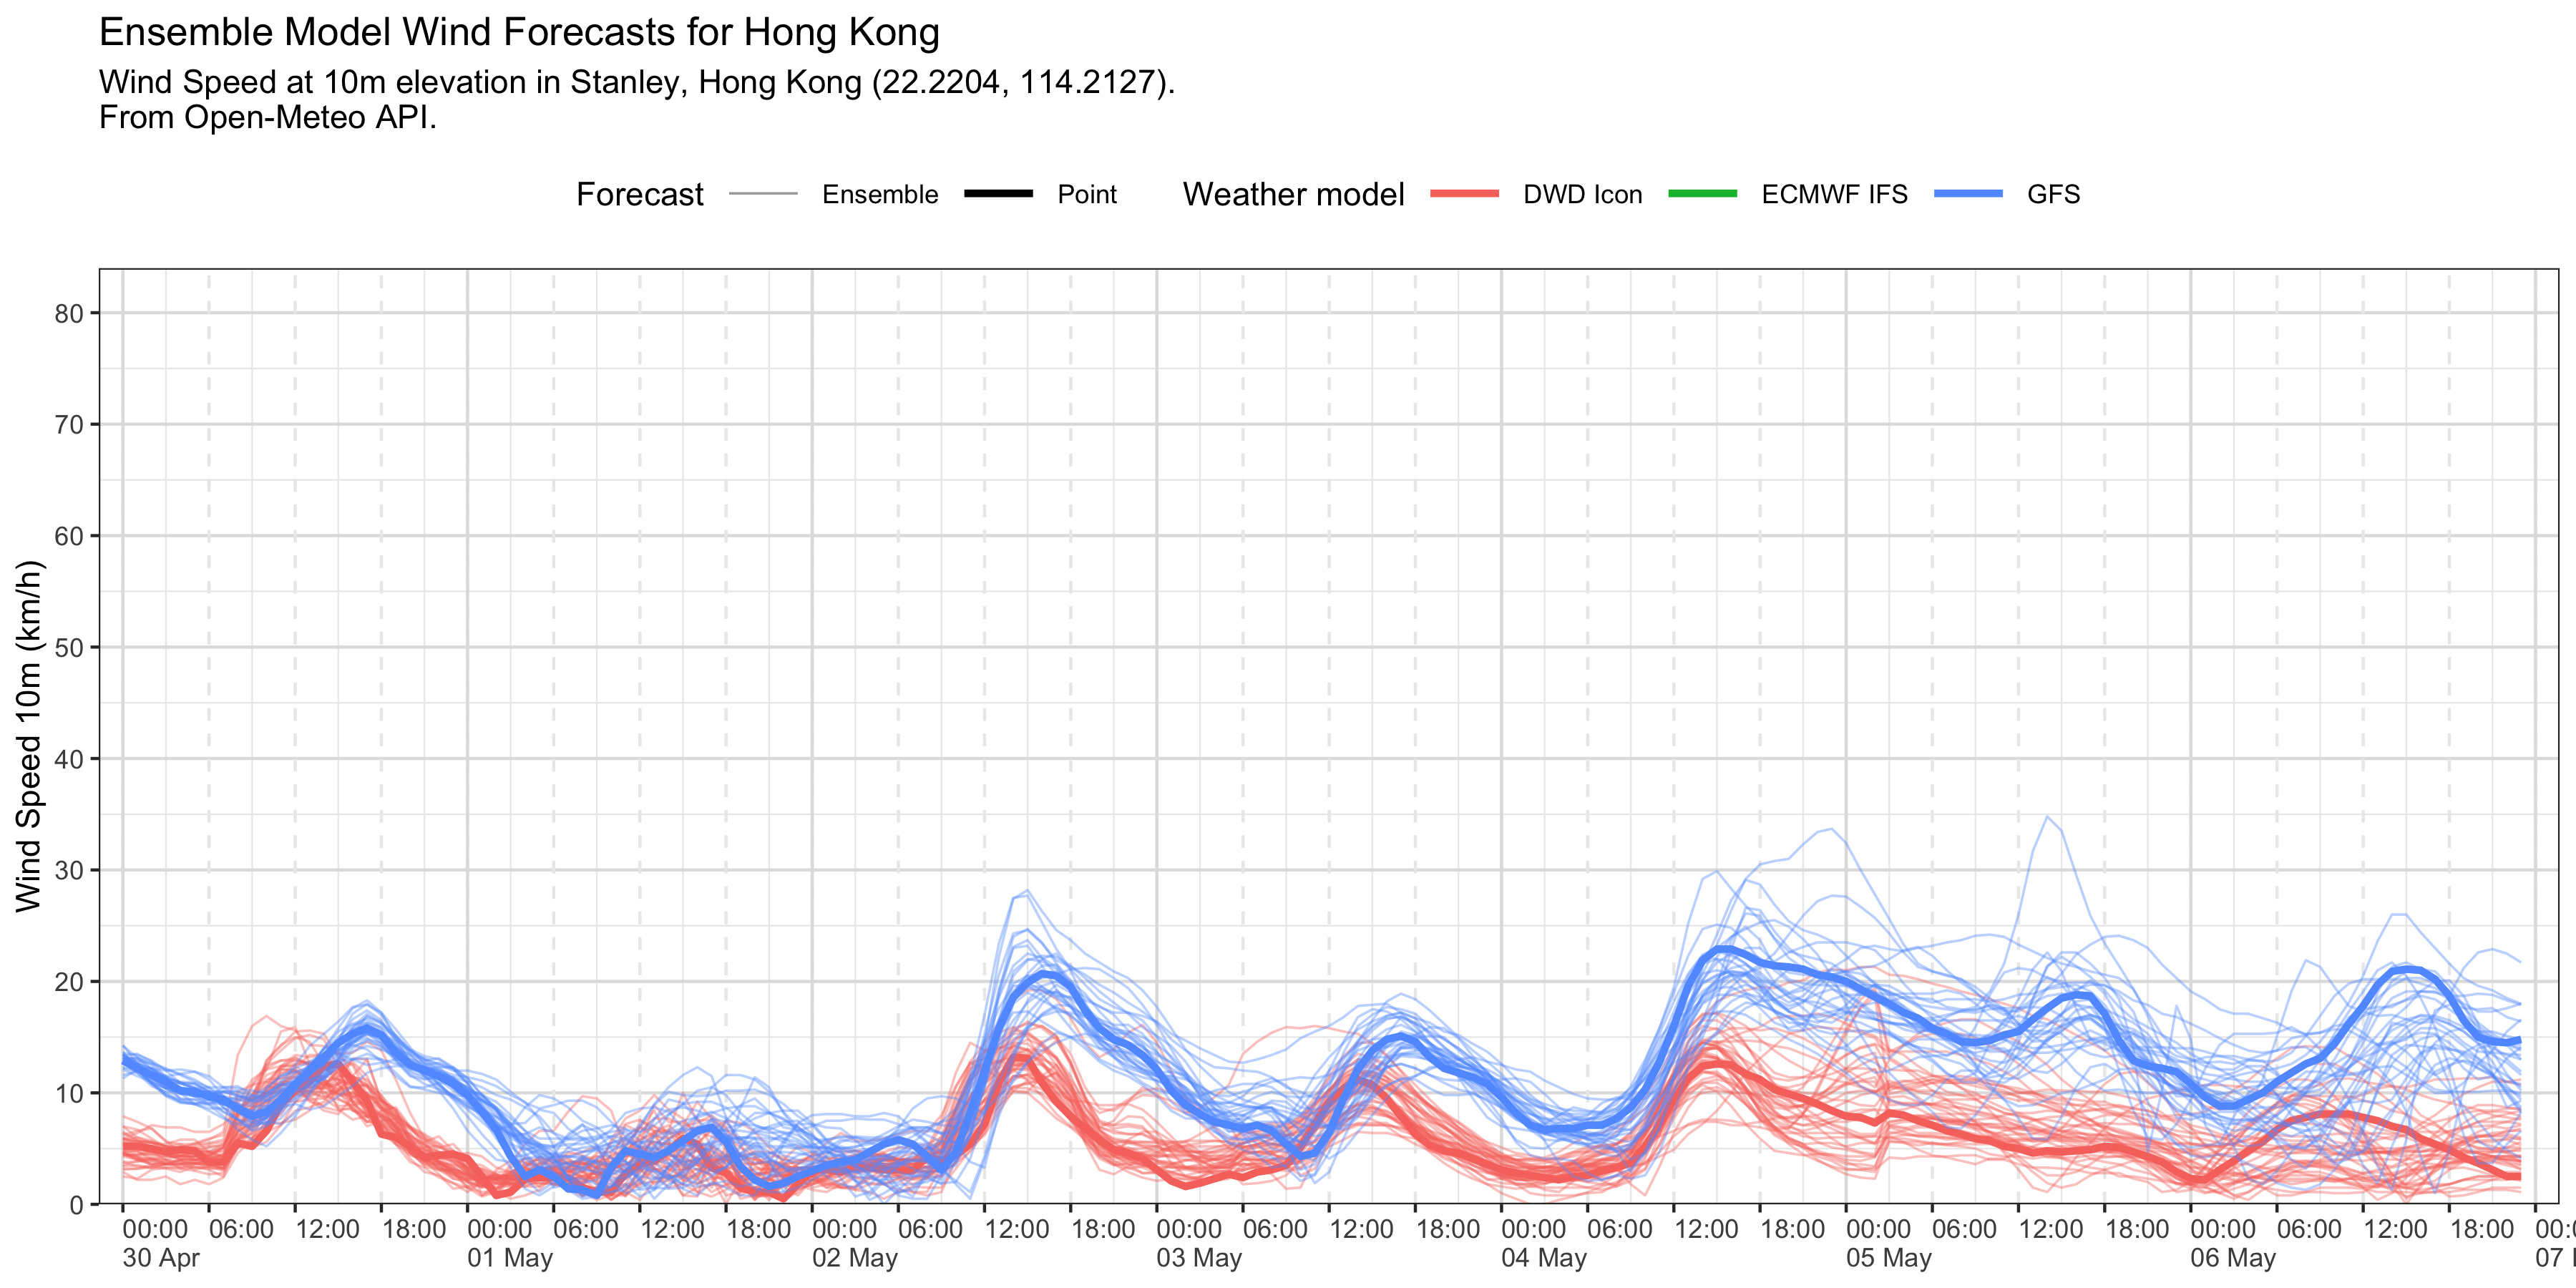 Ensemble Model Wind Forecasts for Hong Kong
Wind Speed at 10m elevation in Stanley, Hong Kong (22.2204, 114.2127).
From Open-Meteo API.
Forecast Ensemble Point Weather model DWD Icon ECMWF IFS GFS
Wind Speed 10m (km/h)
80
70
60
50
40
30
20
10
0
00:00 06:00 12:00 18:00 00:00 06:00 12:00 18:00 00:00 06:00 12:00 18:00 00:00 06:00 12:00 18:00 00:00 06:00 12:00 18:00 00:00 06:00 12:00 18:00 00:00 06:00 12:00 18:00
30 Apr 01 May 02 May 03 May 04 May 05 May 06 May 07